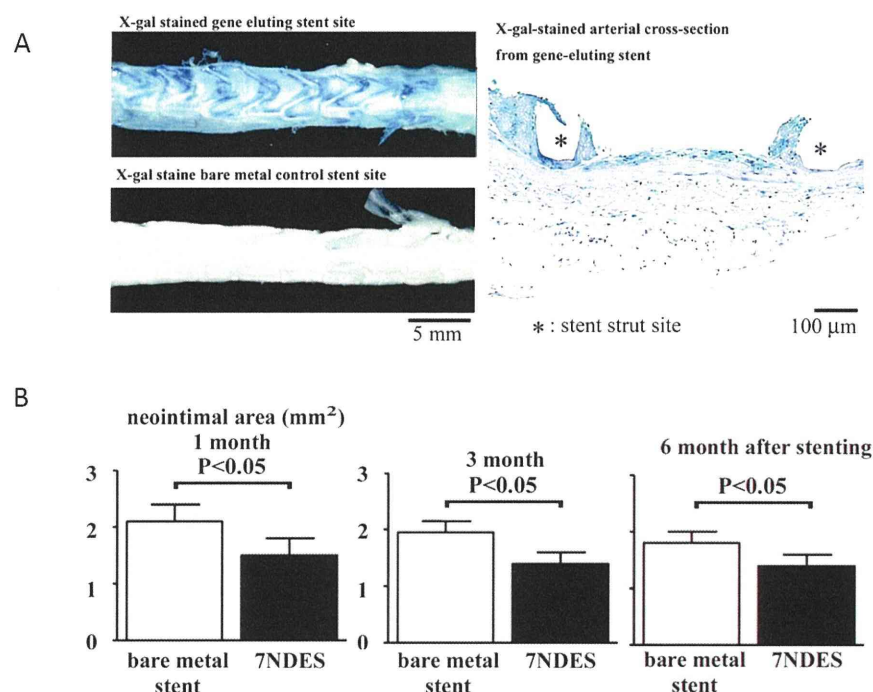 A
X-gal stained gene eluting stent site
X-gal staine bare metal control stent site
5 mm
X-gal-stained arterial cross-section
from gene-eluting stent
*
*
* : stent strut site
100 μm
B
neointimal area (mm²)
1 month
P<0.05
3
2
1
0
bare metal
stent
7NDES
3 month
P<0.05
3
2
1
0
bare metal
stent
7NDES
6 month after stenting
P<0.05
bare metal
stent
7NDES